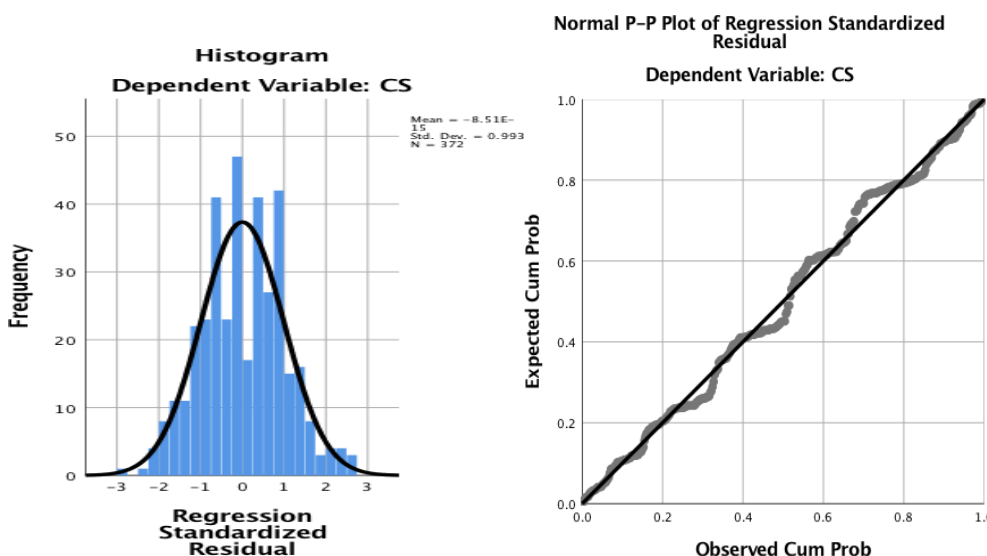 Histogram
Dependent Variable: CS
Mean = -8.51E-
15
Std. Dev. = 0.993
N = 372
50
40
30
20
10
0
Frequency
-3 -2 -1 0 1 2 3
Regression
Standardized
Residual
Normal P-P Plot of Regression Standardized
Residual
Dependent Variable: CS
1.0
0.8
0.6
0.4
0.2
0.0
Expected Cum Prob
0.0 0.2 0.4 0.6 0.8 1.
Observed Cum Prob